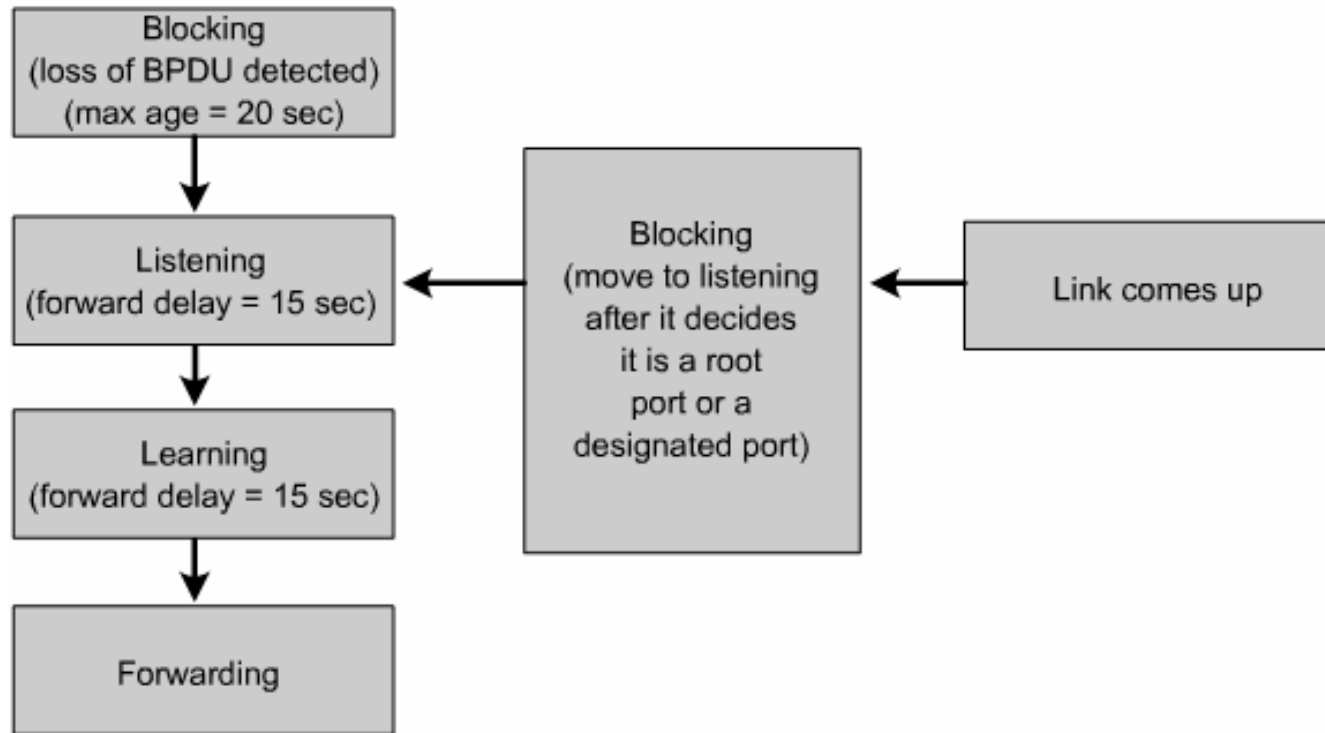 Blocking
(loss of BPDU detected)
(max age = 20 sec)
Listening
(forward delay = 15 sec)
Learning
(forward delay = 15 sec)
Forwarding
Blocking
(move to listening
after it decides
it is a root
port or a
designated port)
Link comes up